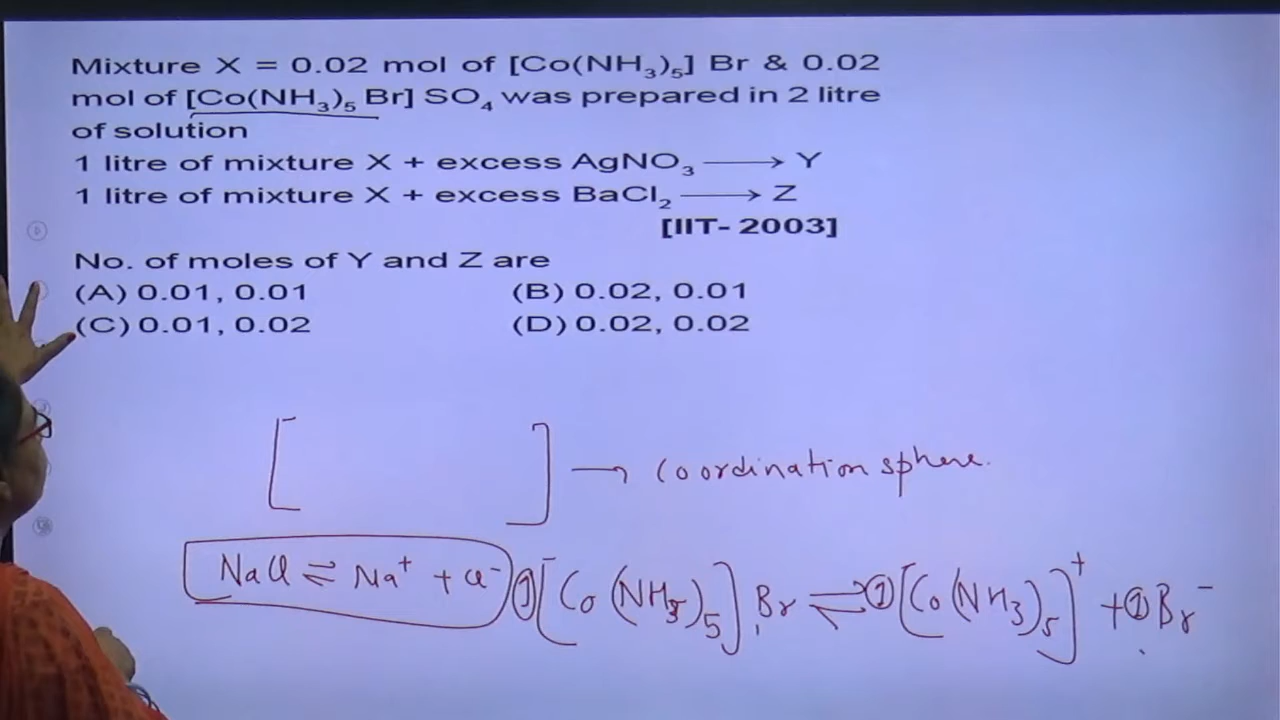 Mixture X = 0.02 mol of [Co(NH₃)₅] Br & 0.02
mol of [Co(NH₃)₅ Br] SO₄ was prepared in 2 litre
of solution
1 litre of mixture X + excess AgNO₃ ⟶ Y
1 litre of mixture X + excess BaCl₂ ⟶ Z
[IIT- 2003]
No. of moles of Y and Z are
(A) 0.01, 0.01 (B) 0.02, 0.01
(C) 0.01, 0.02 (D) 0.02, 0.02
[ ] → Coordination sphere.
NaCl ⇌ Na⁺ + Cl⁻ ① [Co(NH₃)₅] Br ⇌ ① [Co(NH₃)₅]⁺ + ① Br⁻